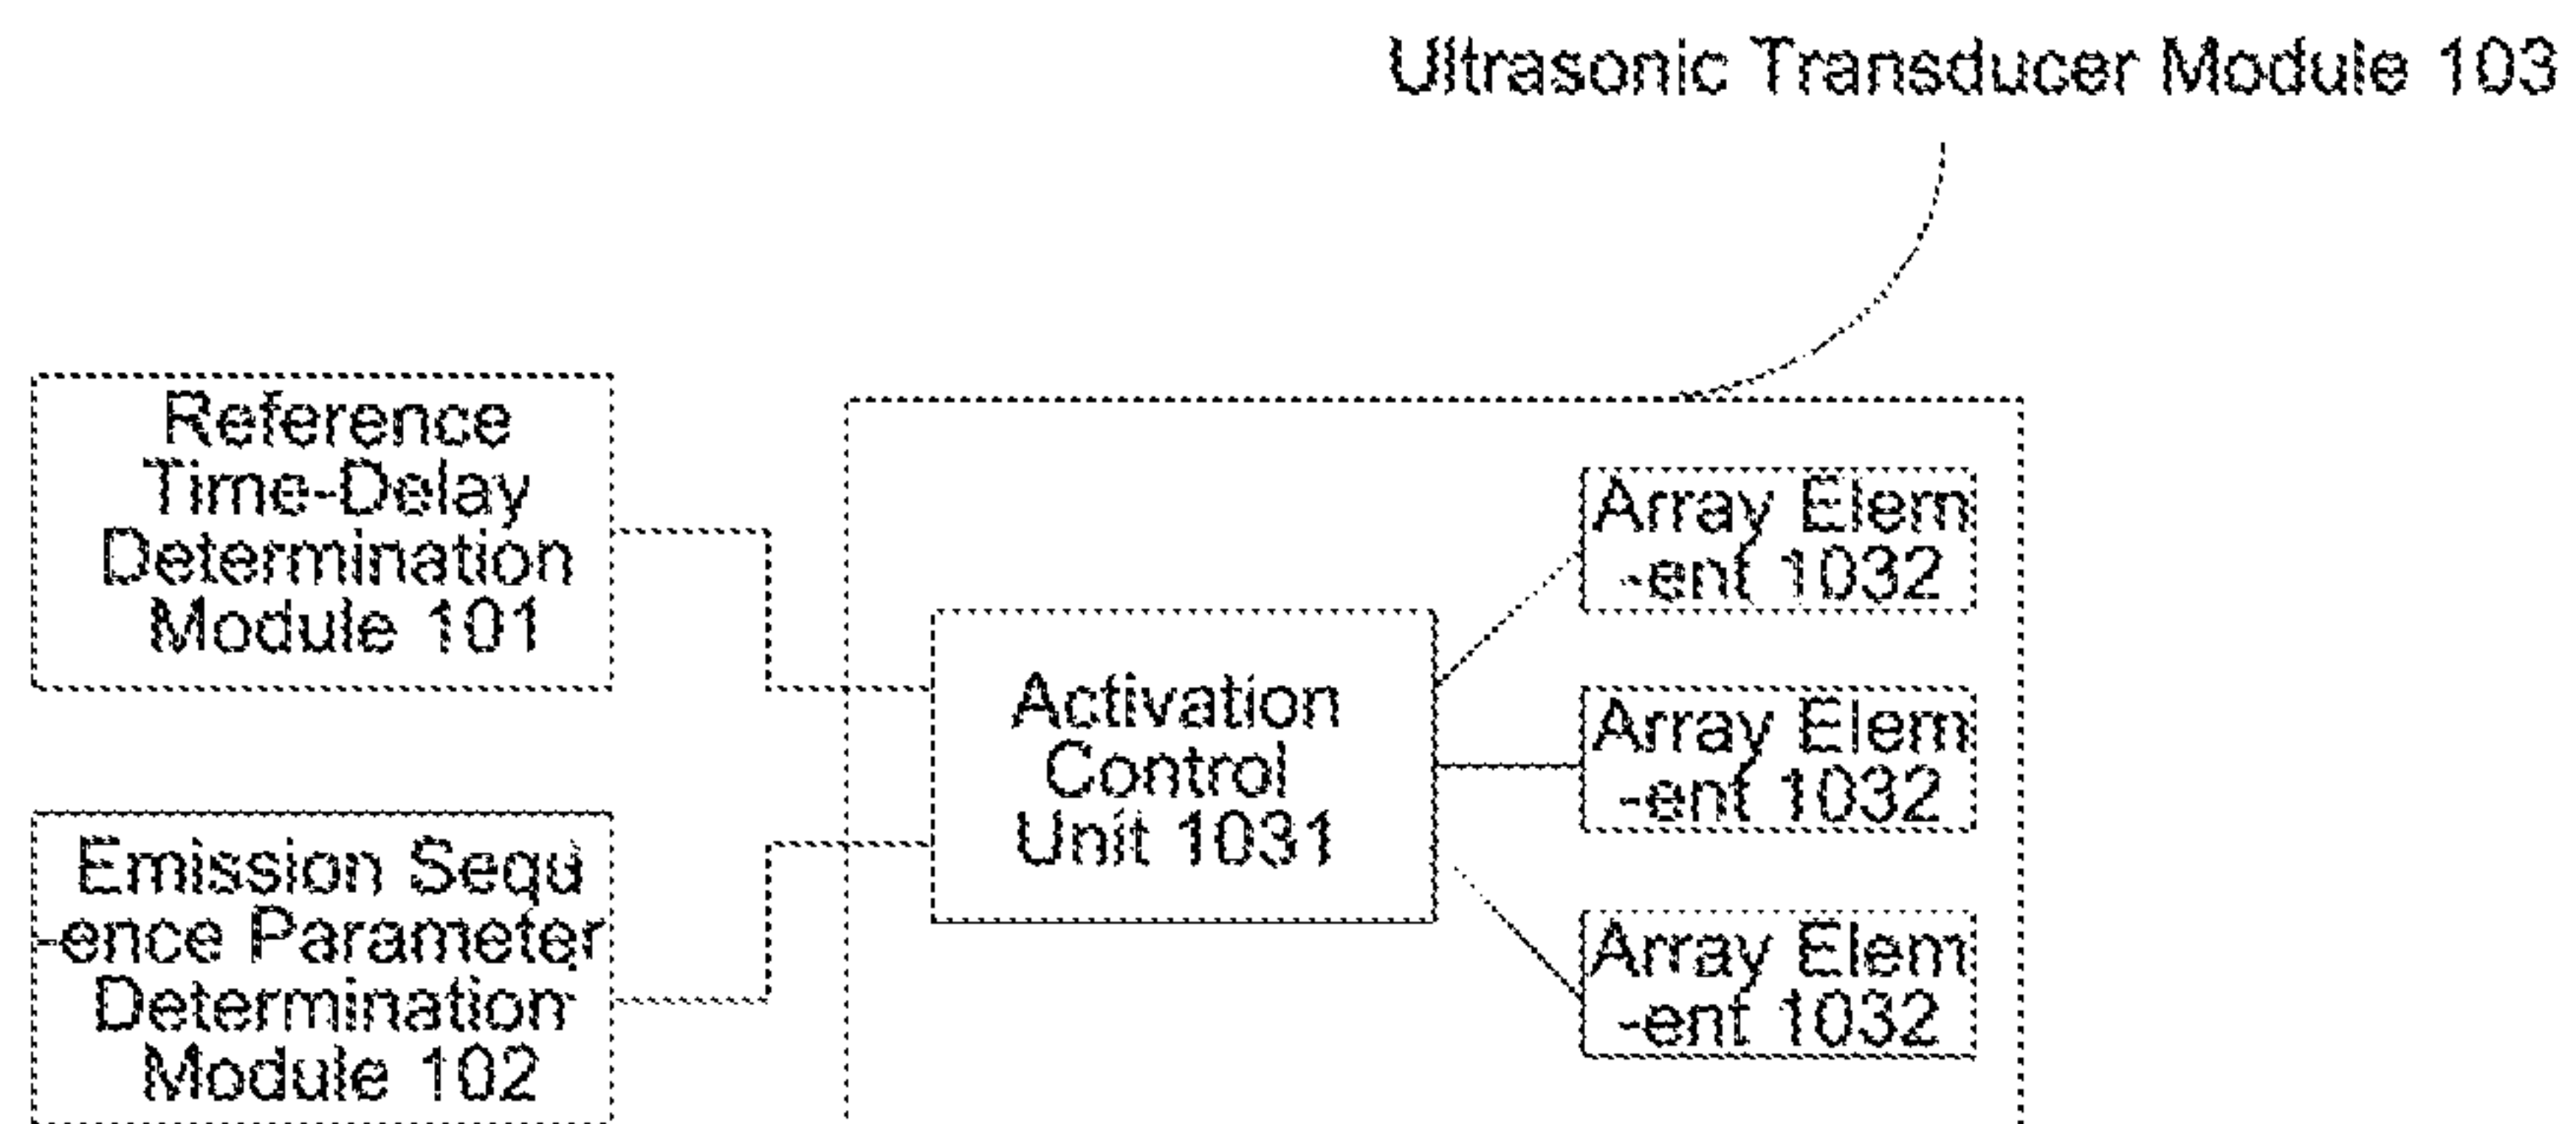 Ultrasonic Transducer Module 103
Reference
Time-Delay
Determination
Module 101
Emission Sequ
-ence Parameter
Determination
Module 102
Activation
Control
Unit 1031
Array Elem
-ent 1032
Array Elem
-ent 1032
Array Elem
-ent 1032